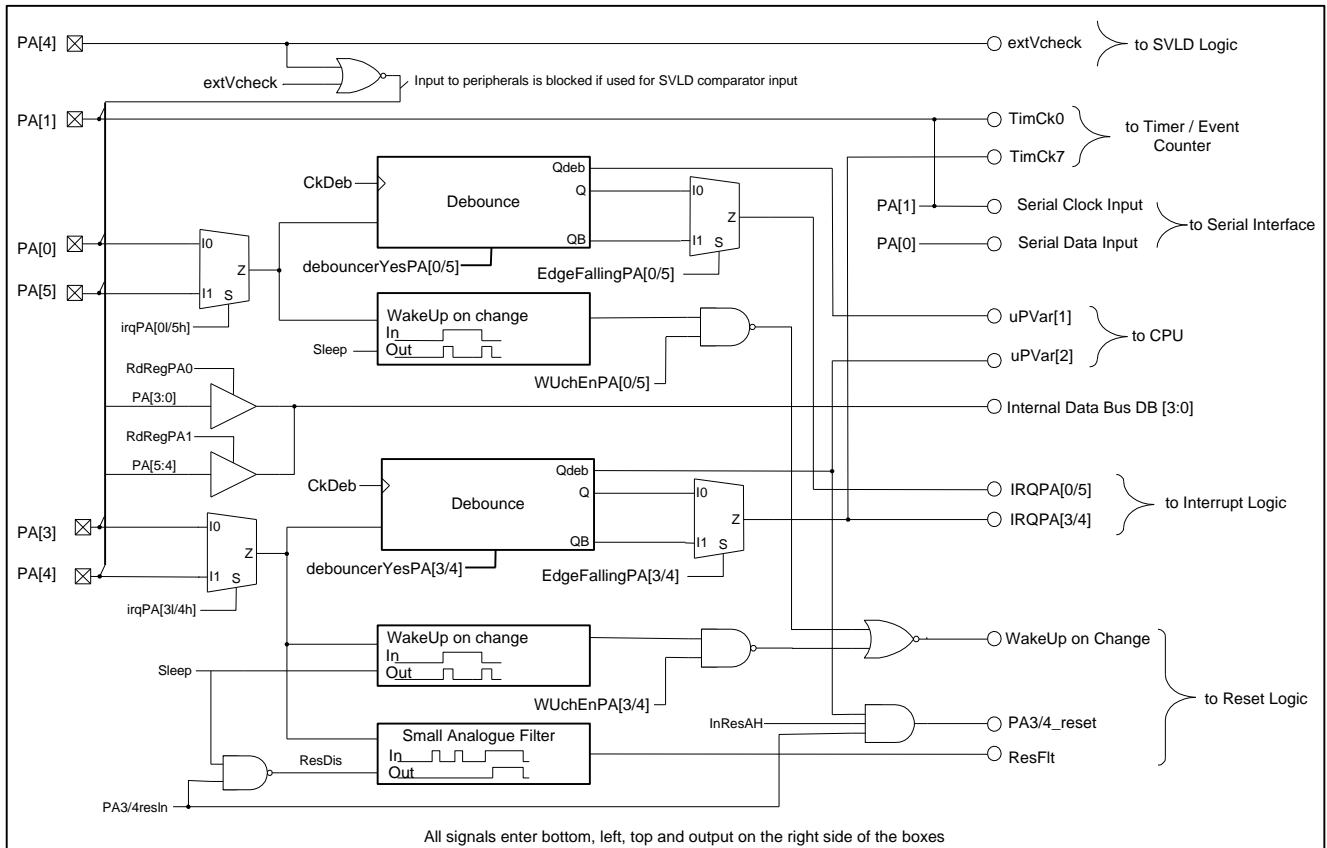 PA[4]
extVcheck
to SVLD Logic
extVcheck
Input to peripherals is blocked if used for SVLD comparator input
PA[1]
TimCk0
to Timer / Event
Counter
TimCk7
Qdeb
CkDeb
Debounce
Q
QB
I0
I1
S
Z
PA[1]
Serial Clock Input
to Serial Interface
PA[0]
Serial Data Input
PA[0]
I0
Z
PA[5]
I1
S
debouncerYesPA[0/5]
EdgeFallingPA[0/5]
irqPA[0l/5h]
WakeUp on change
In
Out
Sleep
WUchEnPA[0/5]
uPVar[1]
to CPU
uPVar[2]
RdRegPA0
PA[3:0]
Internal Data Bus DB [3:0]
RdRegPA1
PA[5:4]
Qdeb
CkDeb
Debounce
Q
QB
I0
I1
S
Z
IRQPA[0/5]
to Interrupt Logic
IRQPA[3/4]
PA[3]
I0
Z
PA[4]
I1
S
debouncerYesPA[3/4]
EdgeFallingPA[3/4]
irqPA[3l/4h]
WakeUp on change
In
Out
Sleep
WUchEnPA[3/4]
WakeUp on Change
to Reset Logic
InResAH
PA3/4_reset
Small Analogue Filter
In
Out
ResDis
ResFlt
PA3/4resIn
All signals enter bottom, left, top and output on the right side of the boxes